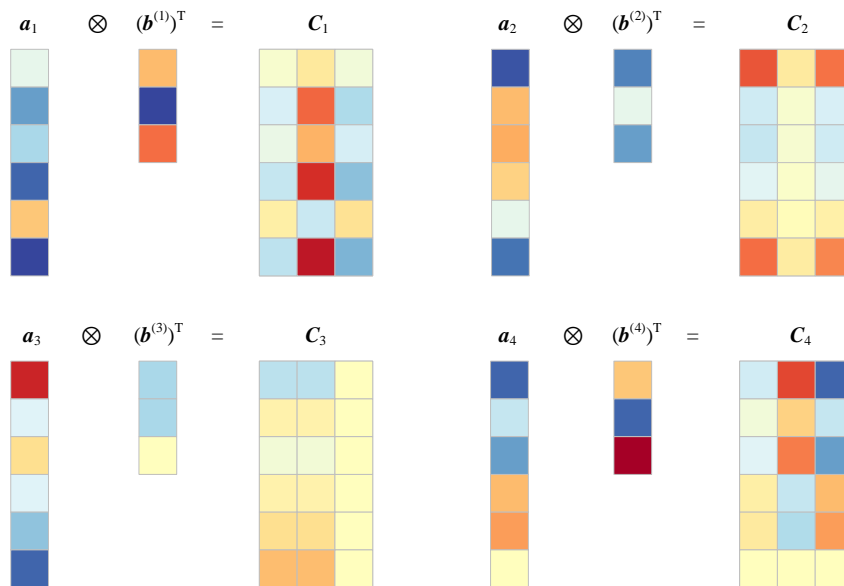 a₁ ⊗ (b⁽¹⁾)ᵀ = C₁
a₂ ⊗ (b⁽²⁾)ᵀ = C₂
a₃ ⊗ (b⁽³⁾)ᵀ = C₃
a₄ ⊗ (b⁽⁴⁾)ᵀ = C₄